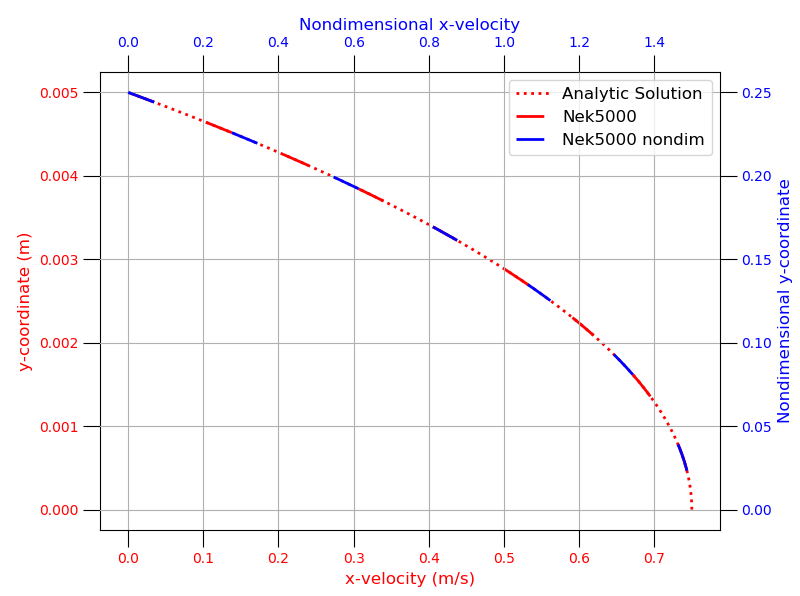 Nondimensional x-velocity
0.0 0.2 0.4 0.6 0.8 1.0 1.2 1.4
Analytic Solution
Nek5000
Nek5000 nondim
y-coordinate (m)
0.005
0.004
0.003
0.002
0.001
0.000
0.25
0.20
0.15
0.10
0.05
0.00
Nondimensional y-coordinate
0.0 0.1 0.2 0.3 0.4 0.5 0.6 0.7
x-velocity (m/s)